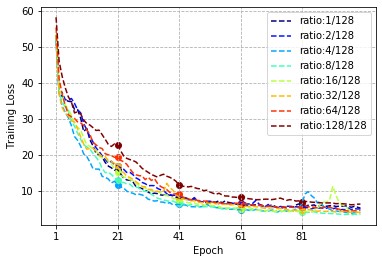 60
50
40
30
20
10
Training Loss
1
21
41
61
81
Epoch
ratio:1/128
ratio:2/128
ratio:4/128
ratio:8/128
ratio:16/128
ratio:32/128
ratio:64/128
ratio:128/128